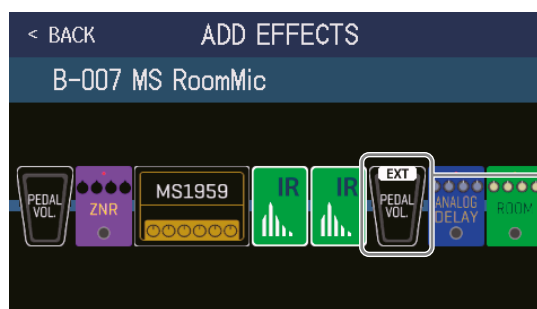 < BACK ADD EFFECTS
B-007 MS RoomMic
PEDAL
VOL.
ZNR
MS1959
IR
IR
EXT
PEDAL
VOL.
ANALOG
DELAY
ROOM